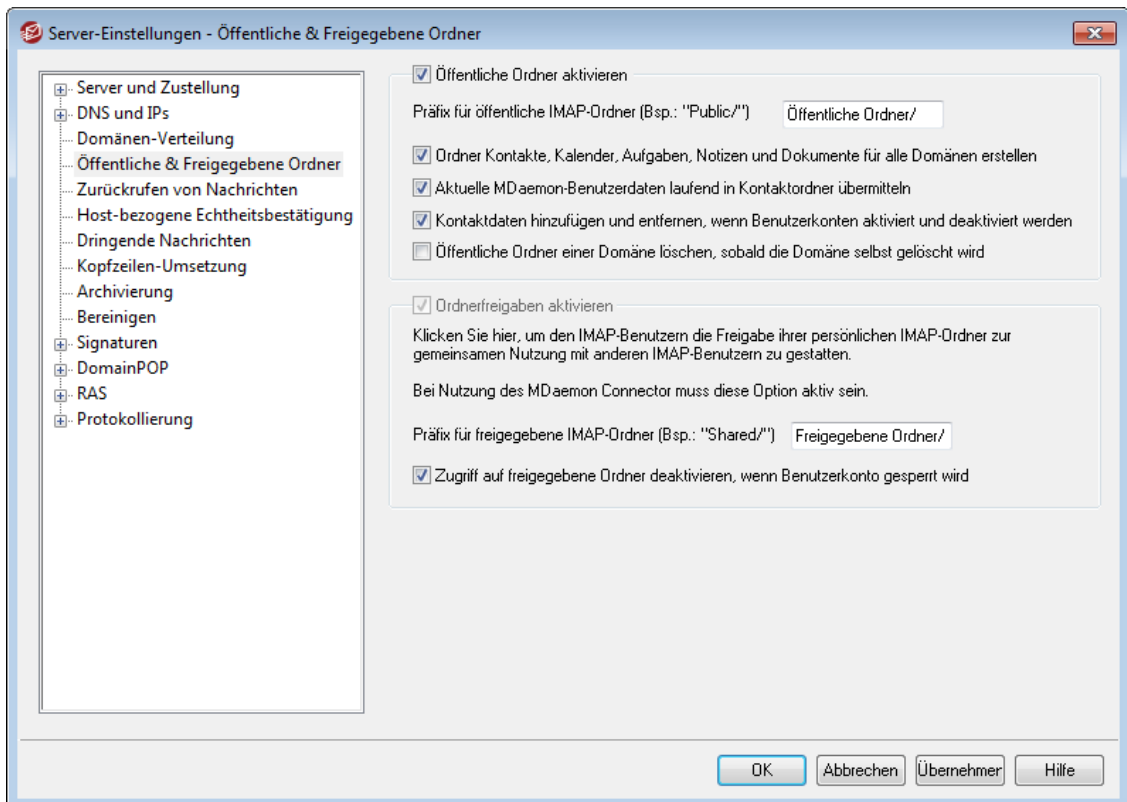 Server-Einstellungen - Öffentliche & Freigegebene Ordner
Server und Zustellung
DNS und IPs
Domänen-Verteilung
Öffentliche & Freigegebene Ordner
Zurückrufen von Nachrichten
Host-bezogene Echtheitsbestätigung
Dringende Nachrichten
Kopfzeilen-Umsetzung
Archivierung
Bereinigen
Signaturen
DomainPOP
RAS
Protokollierung
Öffentliche Ordner aktivieren
Präfix für öffentliche IMAP-Ordner (Bsp.: "Public/") Öffentliche Ordner/
Ordner Kontakte, Kalender, Aufgaben, Notizen und Dokumente für alle Domänen erstellen
Aktuelle MDaemon-Benutzerdaten laufend in Kontaktordner übermitteln
Kontaktdaten hinzufügen und entfernen, wenn Benutzerkonten aktiviert und deaktiviert werden
Öffentliche Ordner einer Domäne löschen, sobald die Domäne selbst gelöscht wird
Ordnerfreigaben aktivieren
Klicken Sie hier, um den IMAP-Benutzern die Freigabe ihrer persönlichen IMAP-Ordner zur
gemeinsamen Nutzung mit anderen IMAP-Benutzern zu gestatten.
Bei Nutzung des MDaemon Connector muss diese Option aktiv sein.
Präfix für freigegebene IMAP-Ordner (Bsp.: "Shared/") Freigegebene Ordner/
Zugriff auf freigegebene Ordner deaktivieren, wenn Benutzerkonto gesperrt wird
OK Abbrechen Übernehmer Hilfe